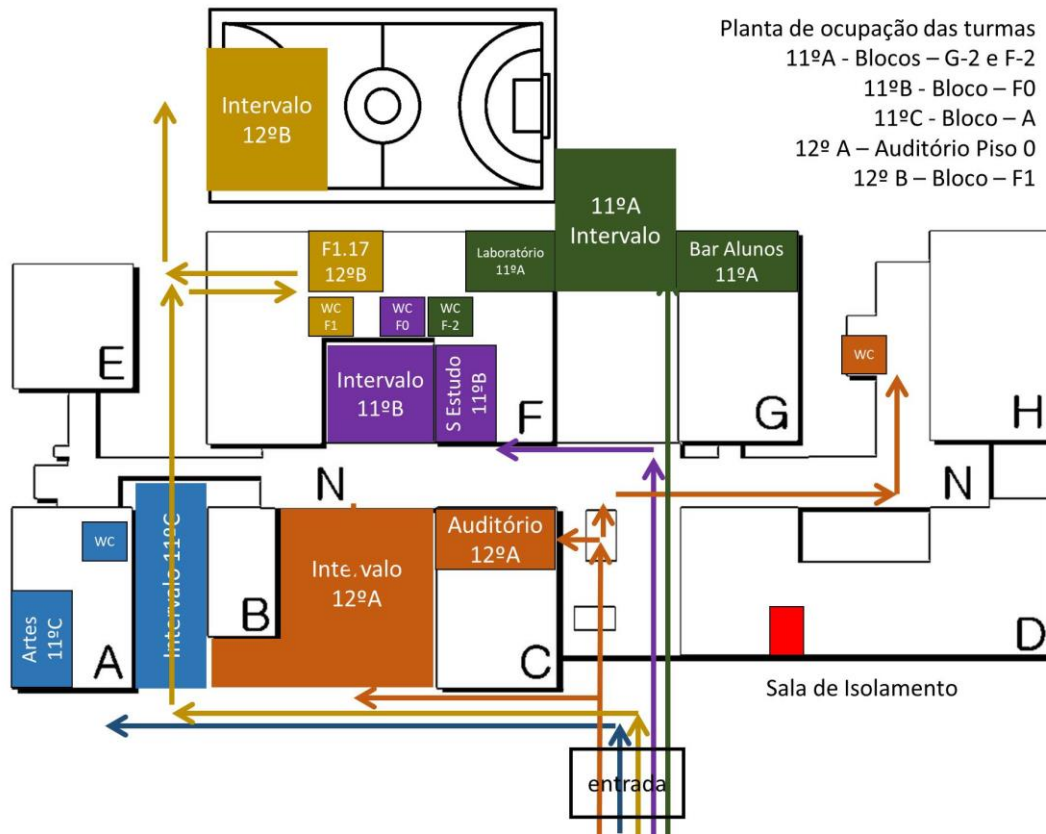 Planta de ocupação das turmas
11ºA - Blocos – G-2 e F-2
11ºB - Bloco – F0
11ºC - Bloco – A
12º A – Auditório Piso 0
12º B – Bloco – F1
Intervalo
12ºB
11ºA
Intervalo
F1.17
12ºB
Laboratório
11ºA
Bar Alunos
11ºA
WC
F1
WC
F0
WC
F-2
WC
E
Intervalo
11ºB
S Estudo
11ºB
F
G
H
N
N
WC
Intervalo 11ºC
Auditório
12ºA
Intervalo
12ºA
Artes
11ºC
A
B
C
D
Sala de Isolamento
entrada